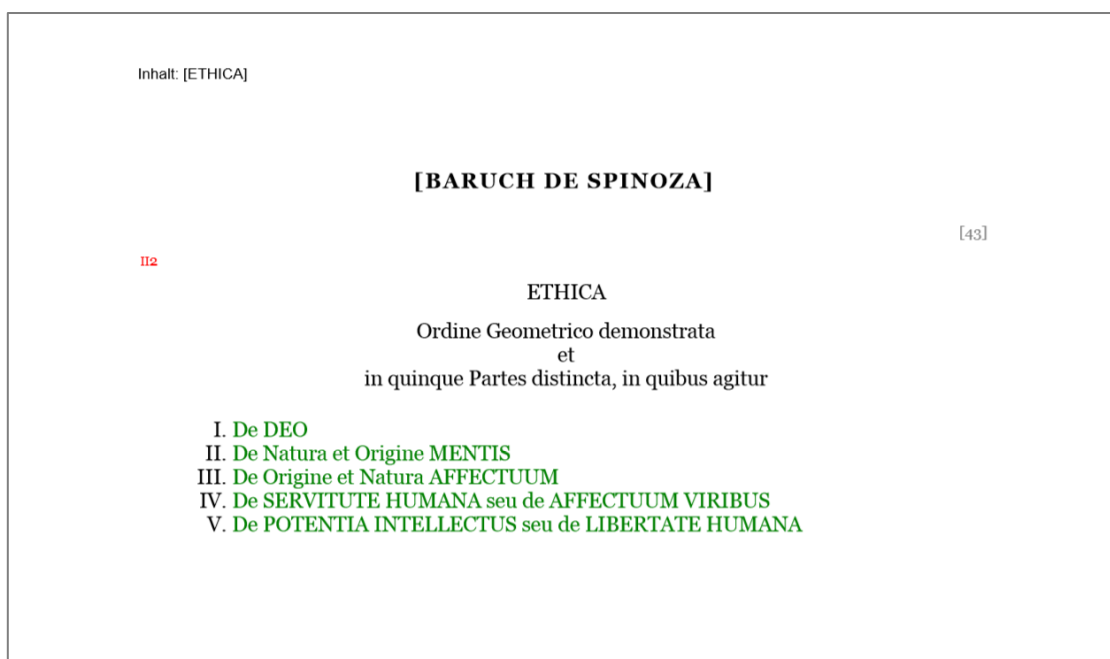 Inhalt: [ETHICA]
[BARUCH DE SPINOZA]
[43]
II2
ETHICA
Ordine Geometrico demonstrata
et
in quinque Partes distincta, in quibus agitur
I. De DEO
II. De Natura et Origine MENTIS
III. De Origine et Natura AFFECTUUM
IV. De SERVITUTE HUMANA seu de AFFECTUUM VIRIBUS
V. De POTENTIA INTELLECTUS seu de LIBERTATE HUMANA